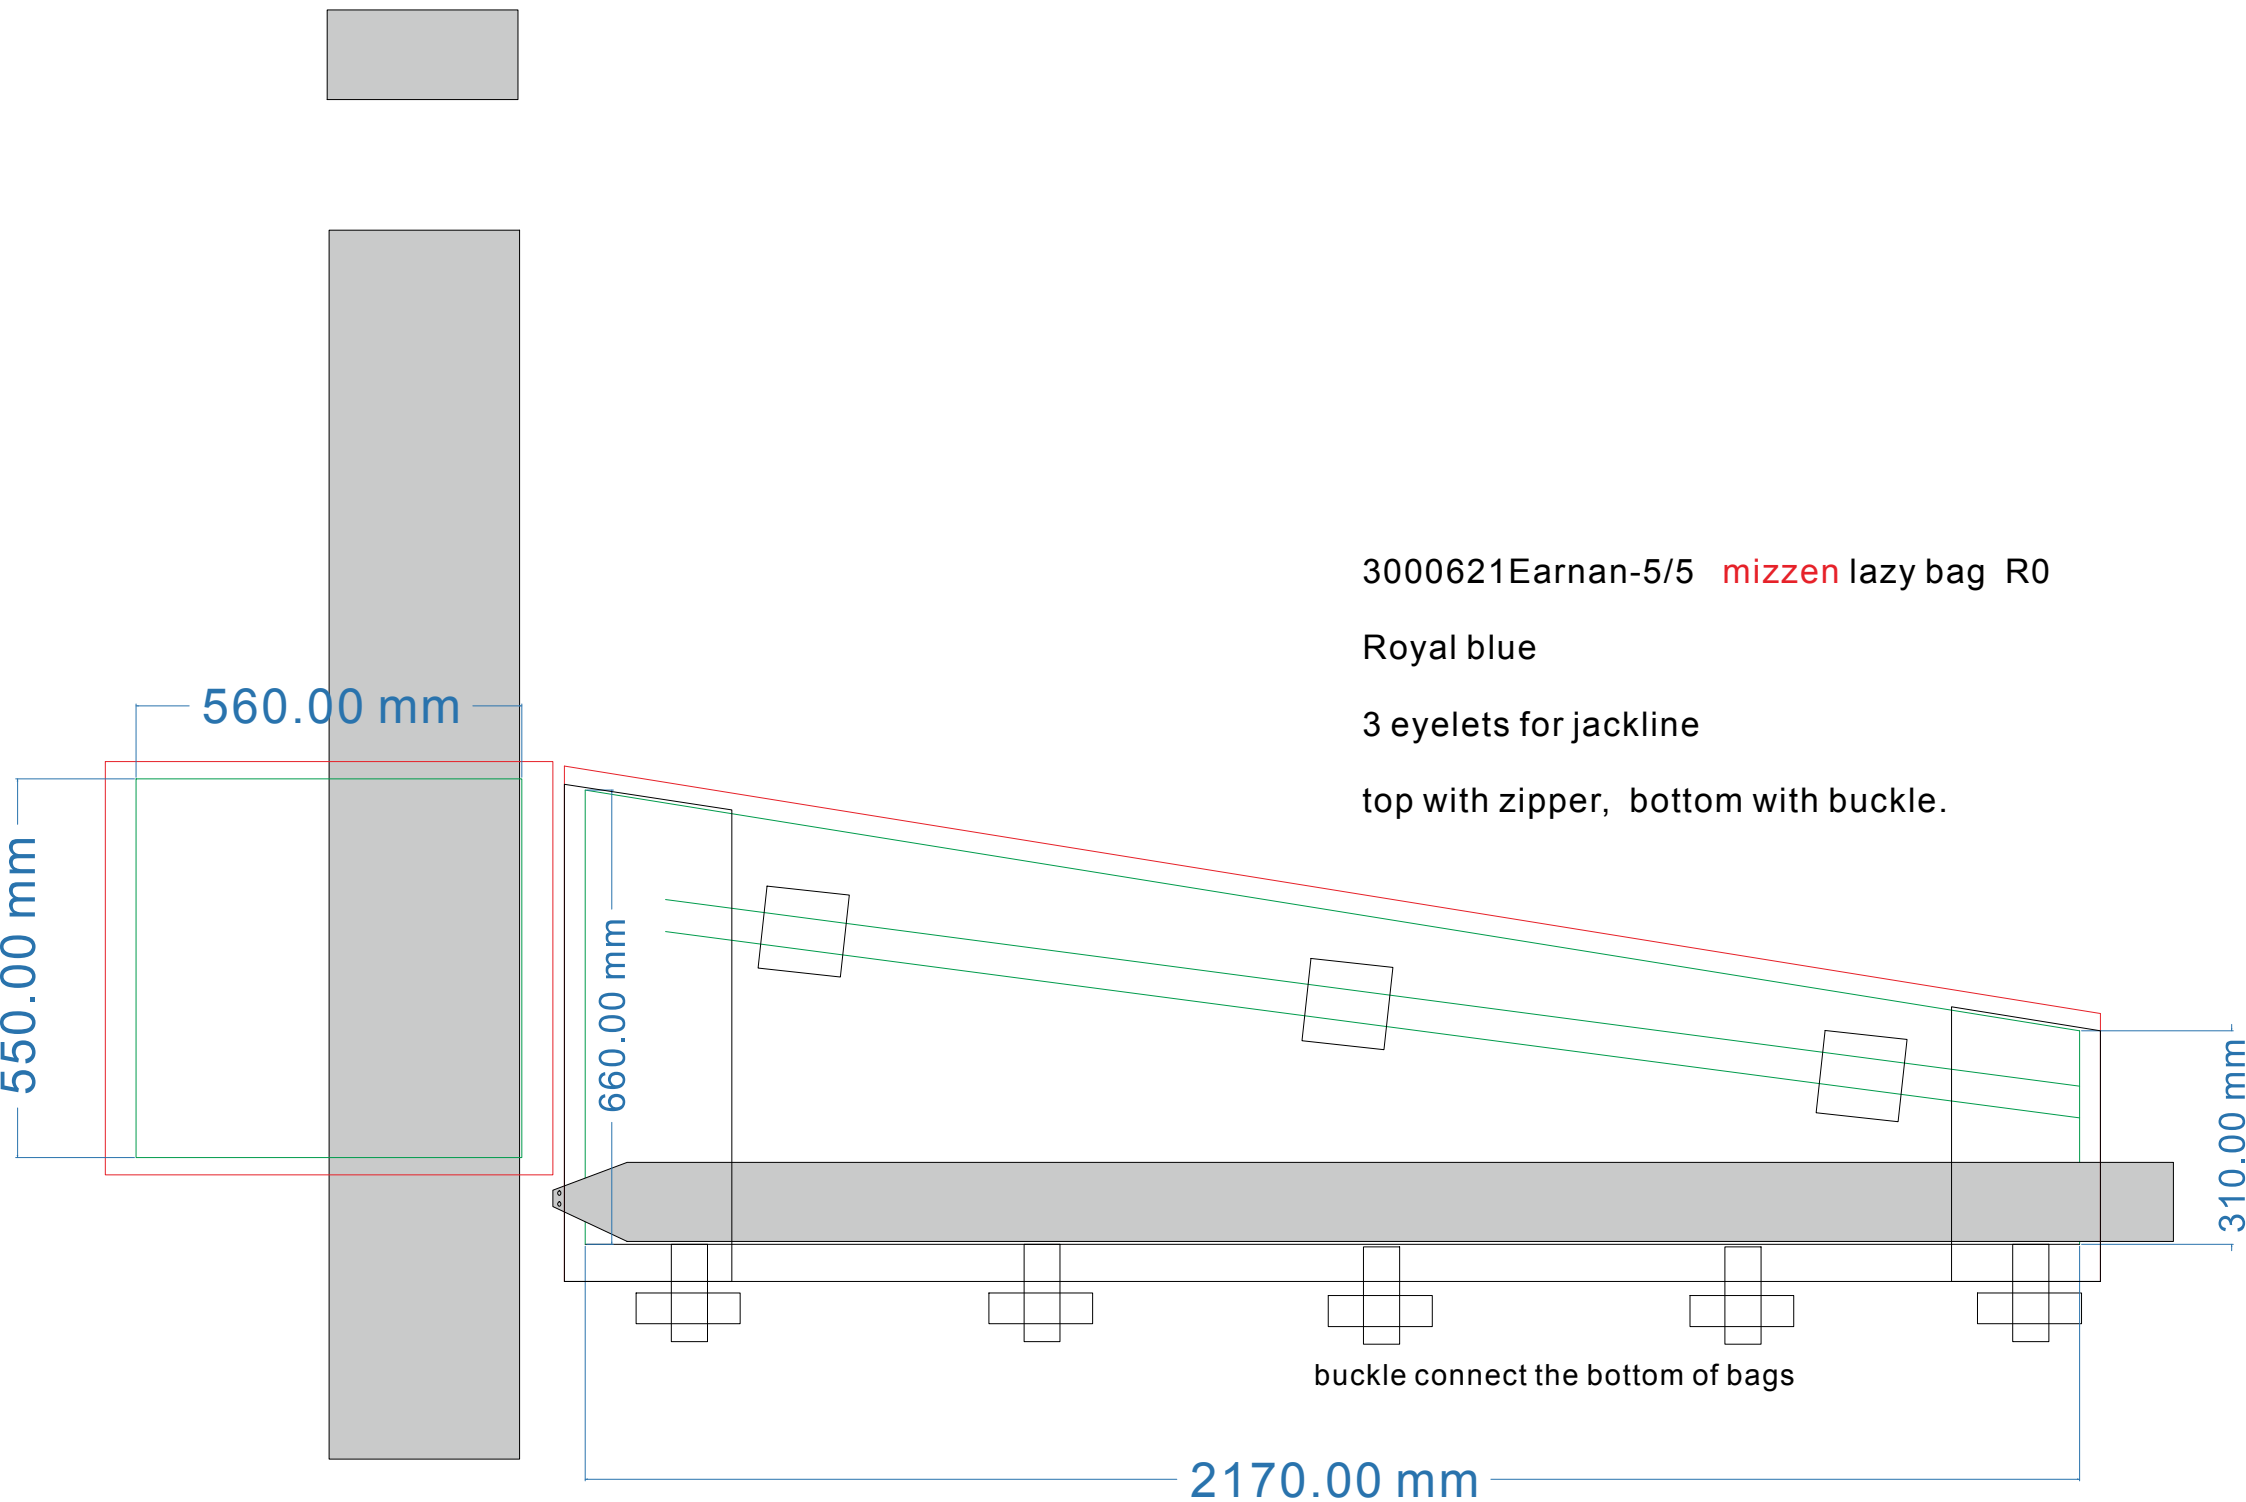 3000621Earnan-5/5 mizzen lazy bag R0
Royal blue
560.00 mm
3 eyelets for jackline
top with zipper, bottom with buckle.
550.00 mm
660.00 mm
310.00 mm
buckle connect the bottom of bags
2170.00 mm